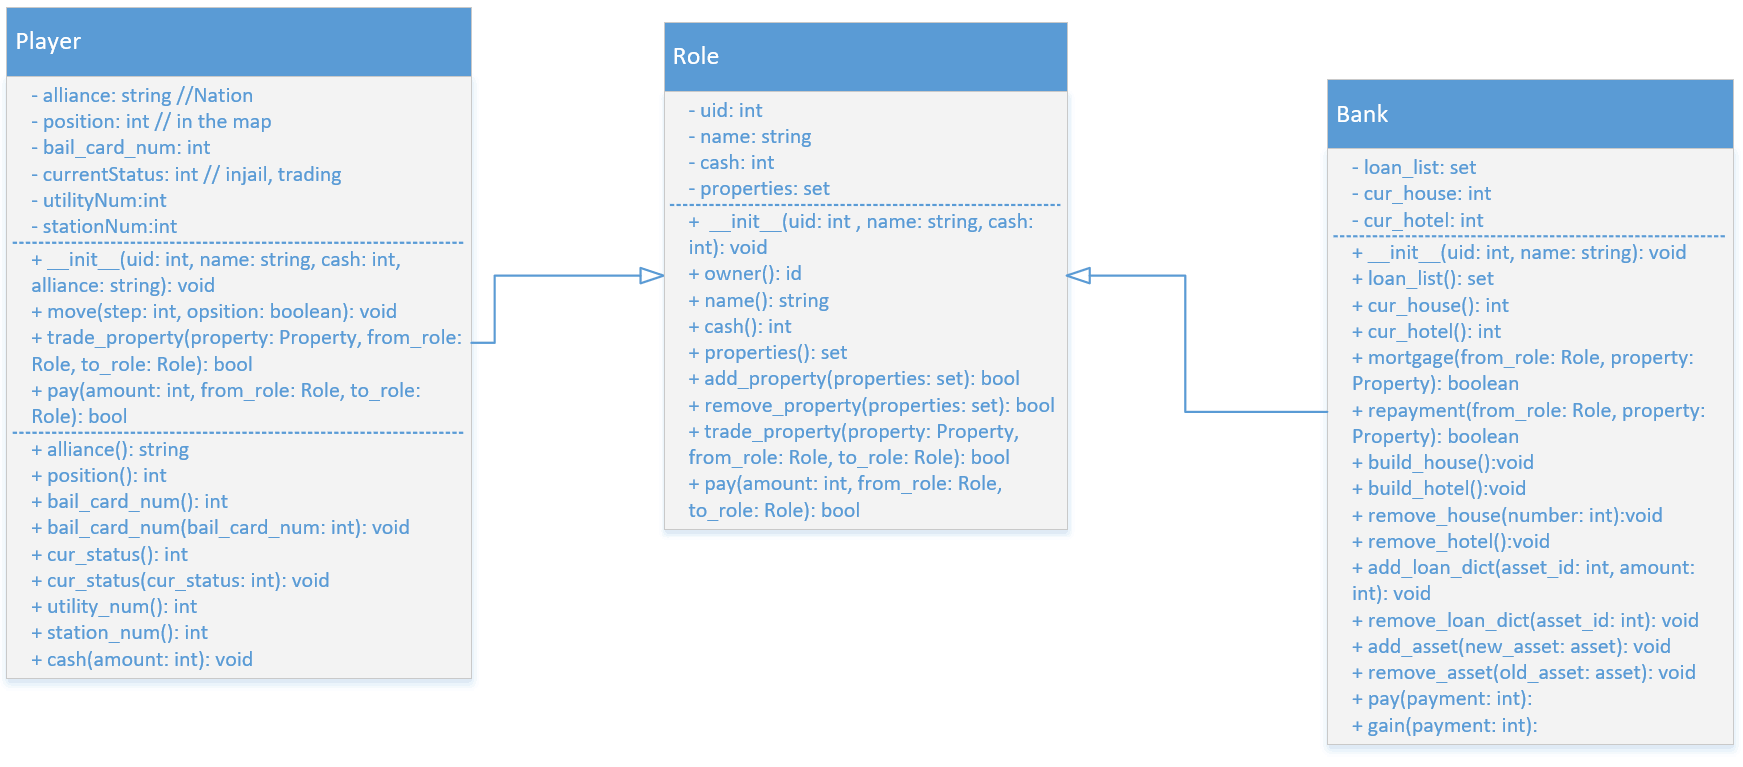 Player
- alliance: string //Nation
- position: int // in the map
- bail_card_num: int
- currentStatus: int // injail, trading
- utilityNum:int
- stationNum:int
+ __init__(uid: int, name: string, cash: int,
alliance: string): void
+ move(step: int, opsition: boolean): void
+ trade_property(property: Property, from_role:
Role, to_role: Role): bool
+ pay(amount: int, from_role: Role, to_role:
Role): bool
+ alliance(): string
+ position(): int
+ bail_card_num(): int
+ bail_card_num(bail_card_num: int): void
+ cur_status(): int
+ cur_status(cur_status: int): void
+ utility_num(): int
+ station_num(): int
+ cash(amount: int): void
Role
- uid: int
- name: string
- cash: int
- properties: set
+ __init__(uid: int , name: string, cash:
int): void
+ owner(): id
+ name(): string
+ cash(): int
+ properties(): set
+ add_property(properties: set): bool
+ remove_property(properties: set): bool
+ trade_property(property: Property,
from_role: Role, to_role: Role): bool
+ pay(amount: int, from_role: Role,
to_role: Role): bool
Bank
- loan_list: set
- cur_house: int
- cur_hotel: int
+ __init__(uid: int, name: string): void
+ loan_list(): set
+ cur_house(): int
+ cur_hotel(): int
+ mortgage(from_role: Role, property:
Property): boolean
+ repayment(from_role: Role, property:
Property): boolean
+ build_house():void
+ build_hotel():void
+ remove_house(number: int):void
+ remove_hotel():void
+ add_loan_dict(asset_id: int, amount:
int): void
+ remove_loan_dict(asset_id: int): void
+ add_asset(new_asset: asset): void
+ remove_asset(old_asset: asset): void
+ pay(payment: int):
+ gain(payment: int):